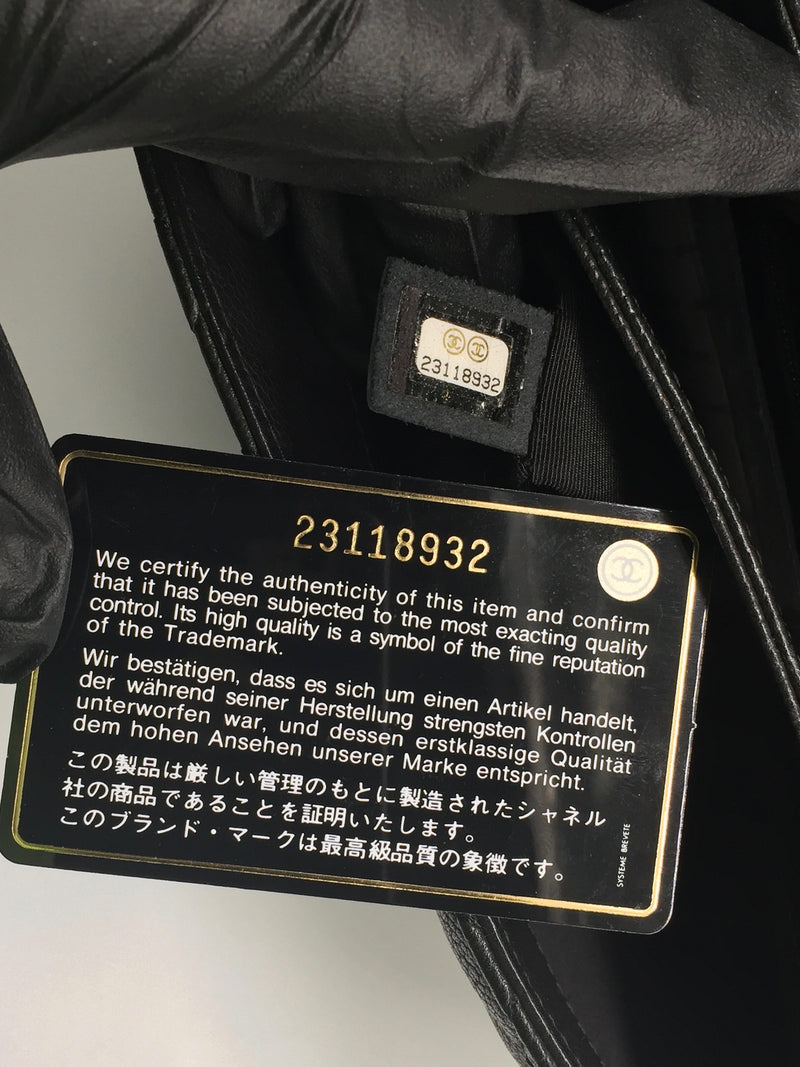 23118932
23118932
We certify the authenticity of this item and confirm
that it has been subjected to the most exacting quality
control. Its high quality is a symbol of the fine reputation
of the Trademark.
Wir bestätigen, dass es sich um einen Artikel handelt,
der während seiner Herstellung strengsten Kontrollen
unterworfen war, und dessen erstklassige Qualität
dem hohen Ansehen unserer Marke entspricht.
この製品は厳しい管理のもとに製造されたシャネル
社の商品であることを証明いたします。
このブランド・マークは最高級品質の象徴です。
SYSTEME BREVETE